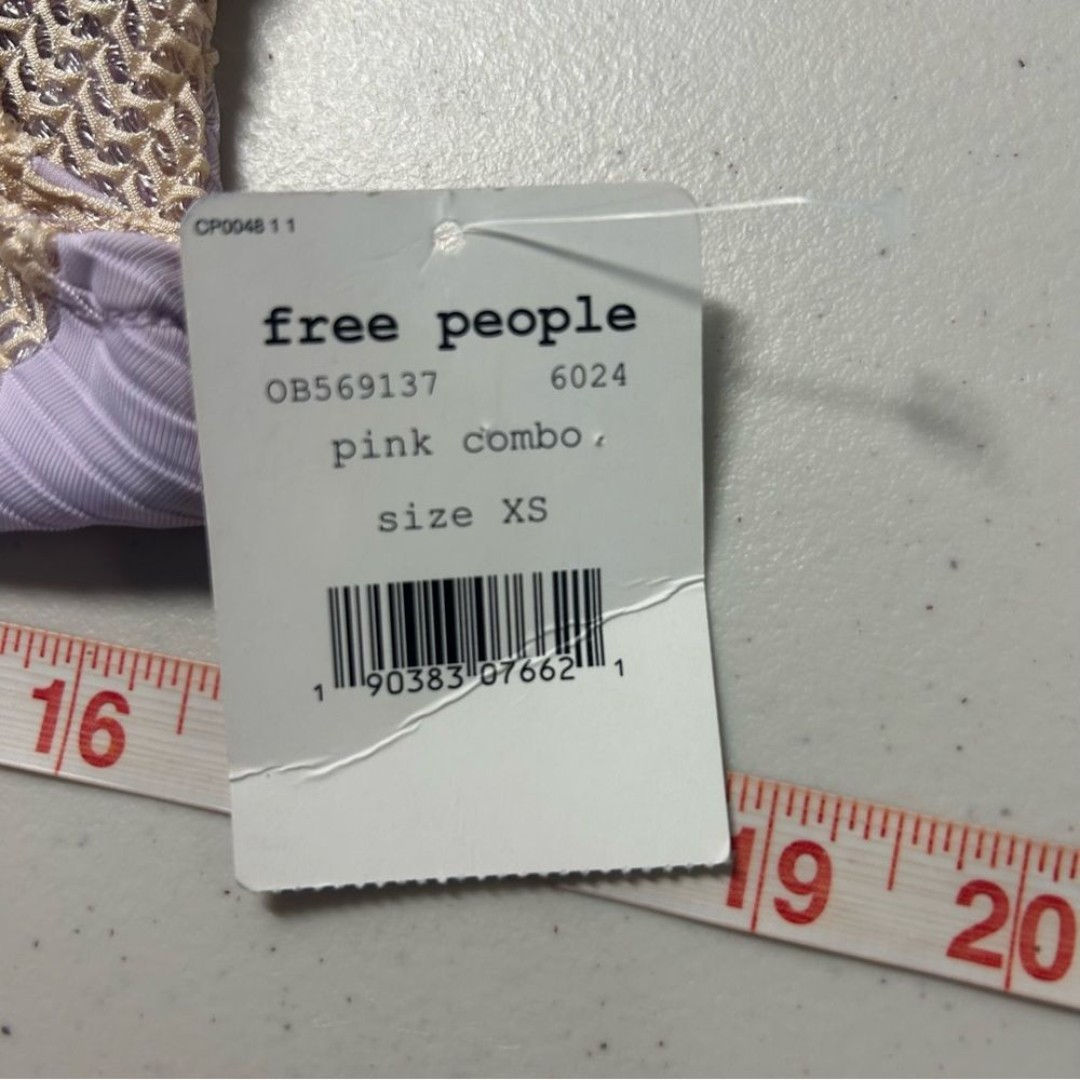 CP0048 1 1
free people
OB569137 6024
pink combo
size XS
1 90383 07662 1
16
19
20